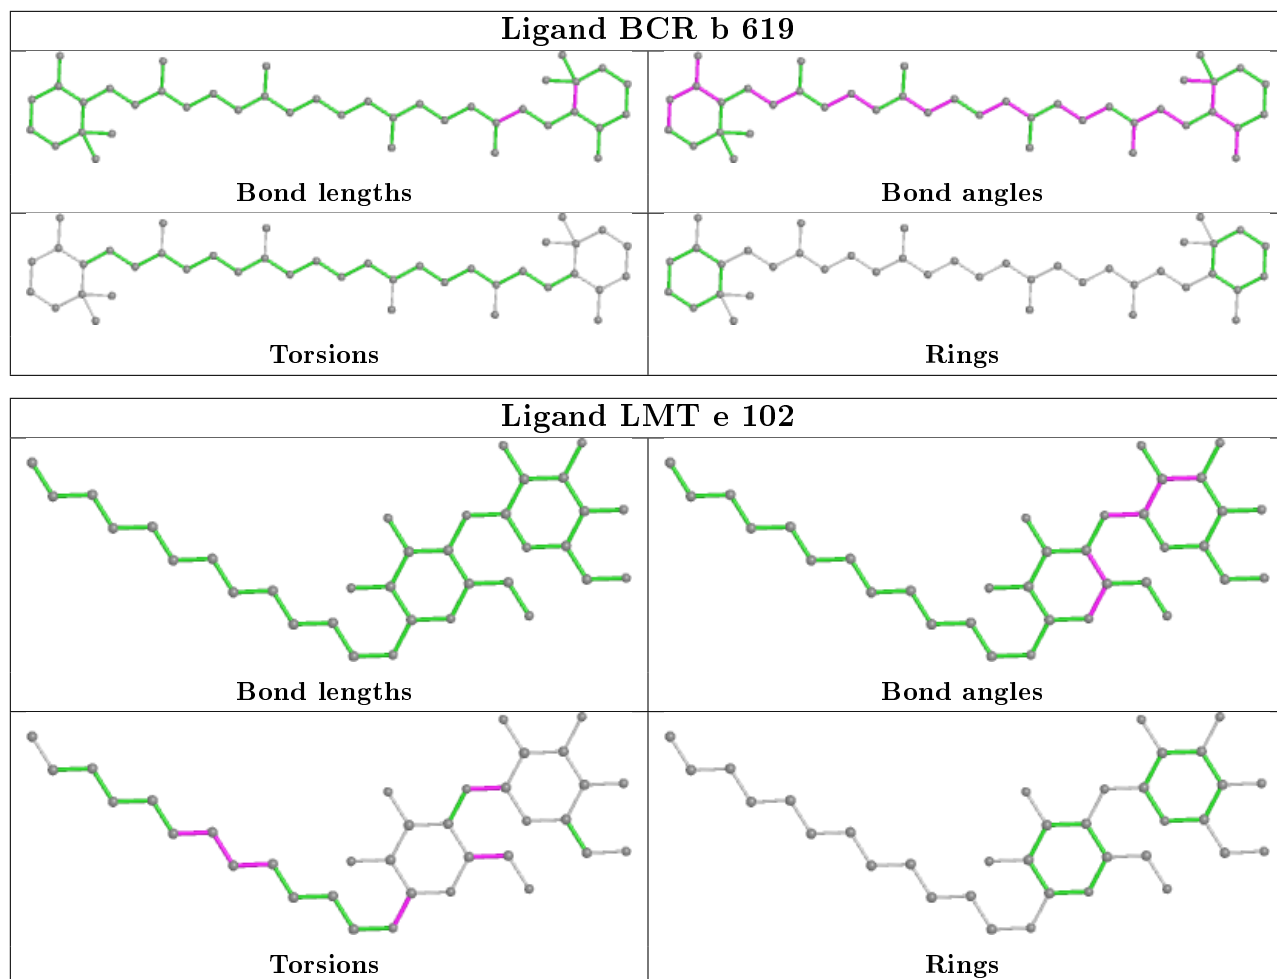 Ligand BCR b 619
Bond lengths
Bond angles
Torsions
Rings
Ligand LMT e 102
Bond lengths
Bond angles
Torsions
Rings